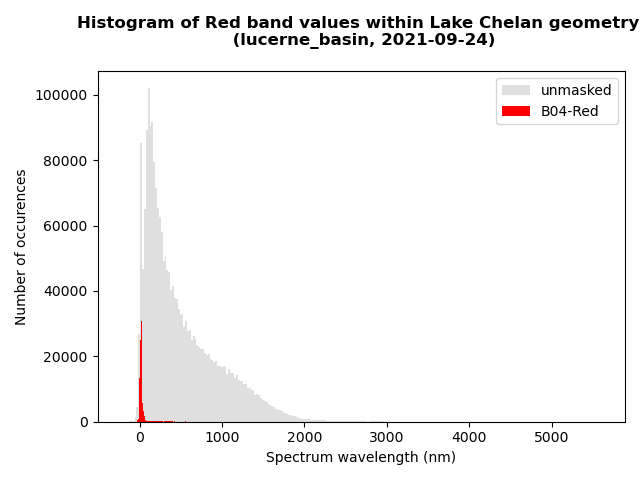 Histogram of Red band values within Lake Chelan geometry
(lucerne_basin, 2021-09-24)
unmasked
B04-Red
100000
80000
60000
40000
20000
0
Number of occurences
0 1000 2000 3000 4000 5000
Spectrum wavelength (nm)